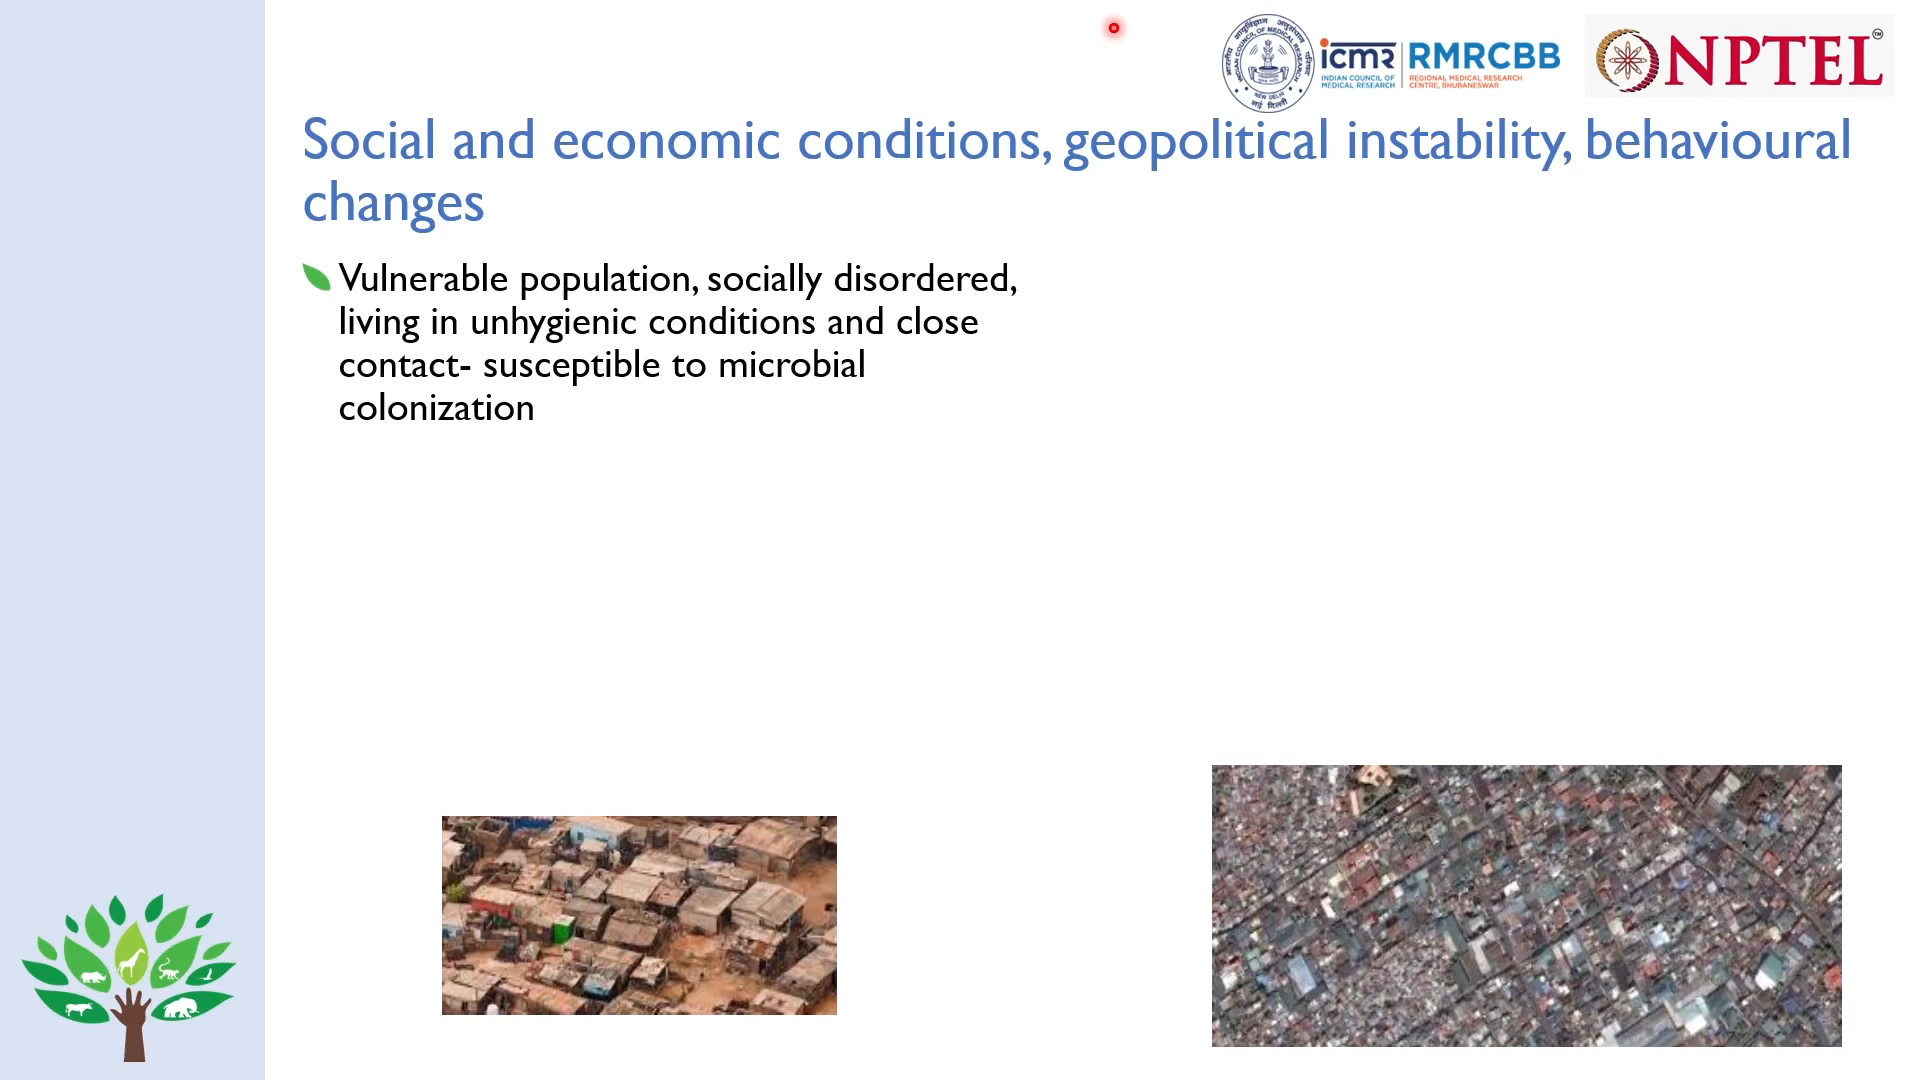 icmr
INDIAN COUNCIL OF
MEDICAL RESEARCH
RMRCBB
REGIONAL MEDICAL RESEARCH
CENTRE, BHUBANESWAR
NPTEL
TM
Social and economic conditions, geopolitical instability, behavioural
changes
Vulnerable population, socially disordered,
living in unhygienic conditions and close
contact- susceptible to microbial
colonization